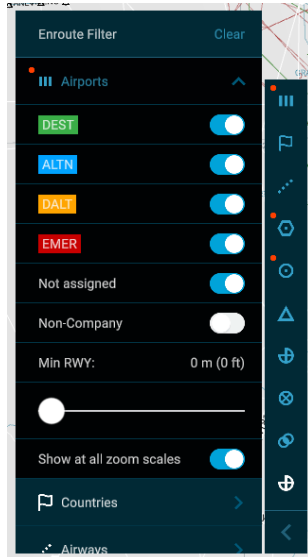 Enroute Filter Clear
Airports
DEST
ALTN
DALT
EMER
Not assigned
Non-Company
Min RWY: 0 m (0 ft)
Show at all zoom scales
Countries
Airways